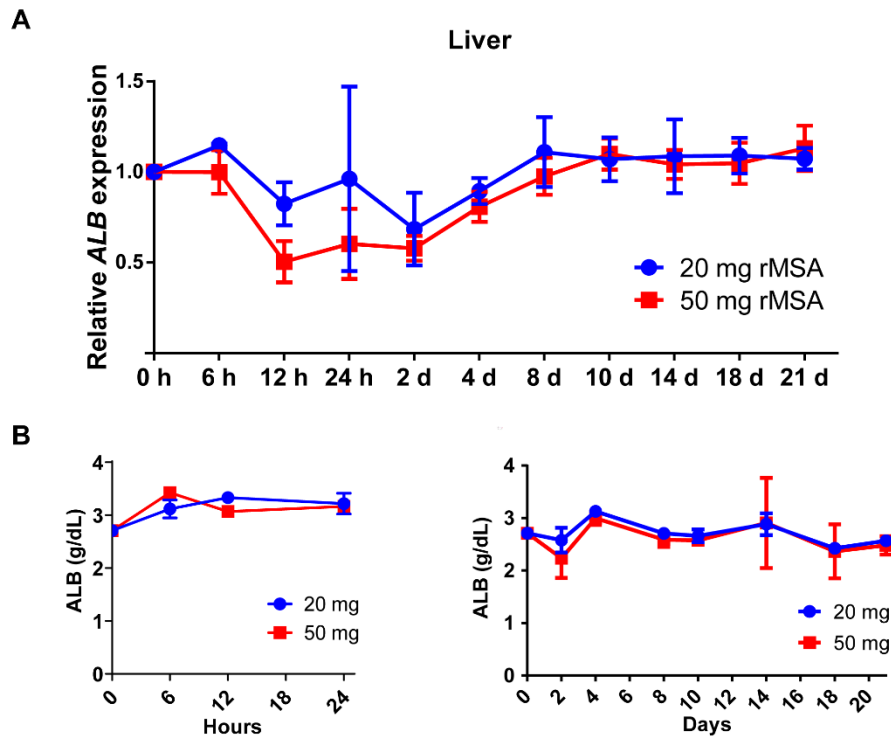 A
Liver
Relative ALB expression
1.5
1.0
0.5
20 mg rMSA
50 mg rMSA
0 h 6 h 12 h 24 h 2 d 4 d 8 d 10 d 14 d 18 d 21 d
B
ALB (g/dL)
4
3
2
1
0
20 mg
50 mg
0 6 12 18 24
Hours
ALB (g/dL)
4
3
2
1
0
20 mg
50 mg
0 2 4 6 8 10 12 14 16 18 20
Days